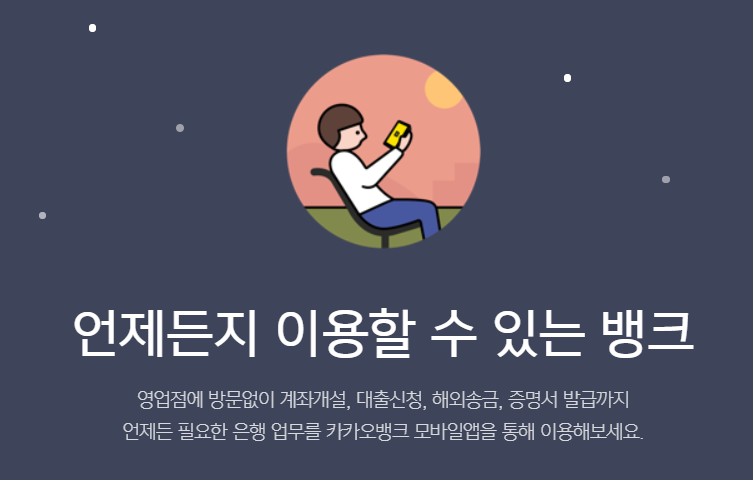 언제든지 이용할 수 있는 뱅크
영업점에 방문없이 계좌개설, 대출신청, 해외송금, 증명서 발급까지
언제든 필요한 은행 업무를 카카오뱅크 모바일앱을 통해 이용해보세요.